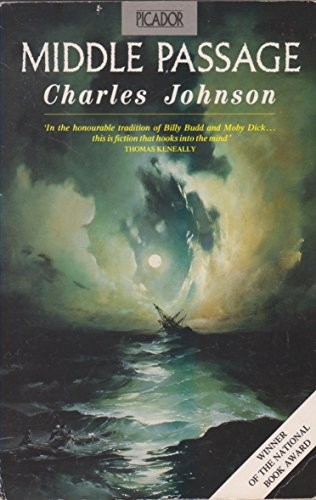 PICADOR
MIDDLE PASSAGE
Charles Johnson
'In the honourable tradition of Billy Budd and Moby Dick...
this is fiction that hooks into the mind'
THOMAS KENEALLY
WINNER
OF THE NATIONAL
BOOK AWARD